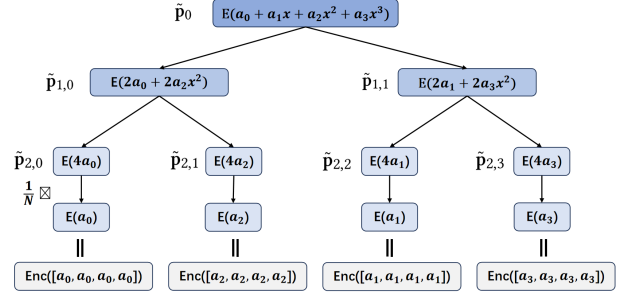 p̃₀ E(a₀ + a₁x + a₂x² + a₃x³)
p̃₁,₀ E(2a₀ + 2a₂x²) p̃₁,₁ E(2a₁ + 2a₃x²)
p̃₂,₀ E(4a₀) p̃₂,₁ E(4a₂) p̃₂,₂ E(4a₁) p̃₂,₃ E(4a₃)
1/N ⊠
E(a₀) E(a₂) E(a₁) E(a₃)
= = = =
Enc([a₀, a₀, a₀, a₀]) Enc([a₂, a₂, a₂, a₂]) Enc([a₁, a₁, a₁, a₁]) Enc([a₃, a₃, a₃, a₃])